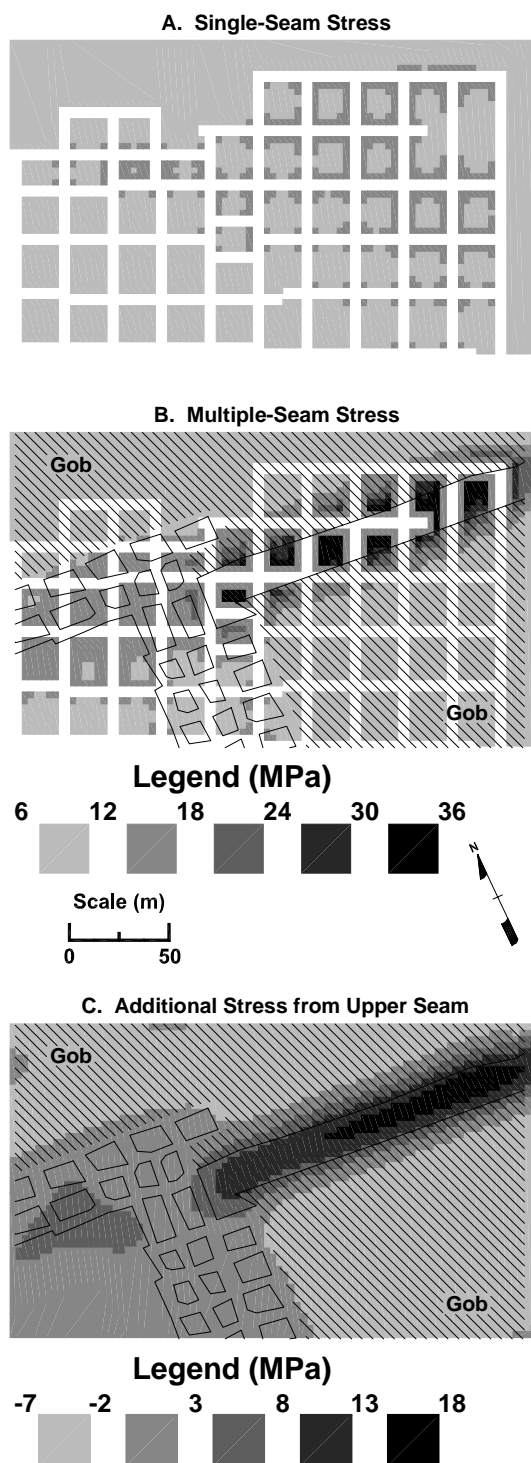 A. Single-Seam Stress
B. Multiple-Seam Stress
Gob
Gob
Legend (MPa)
6 12 18 24 30 36
N
Scale (m)
0 50
C. Additional Stress from Upper Seam
Gob
Gob
Legend (MPa)
-7 -2 3 8 13 18